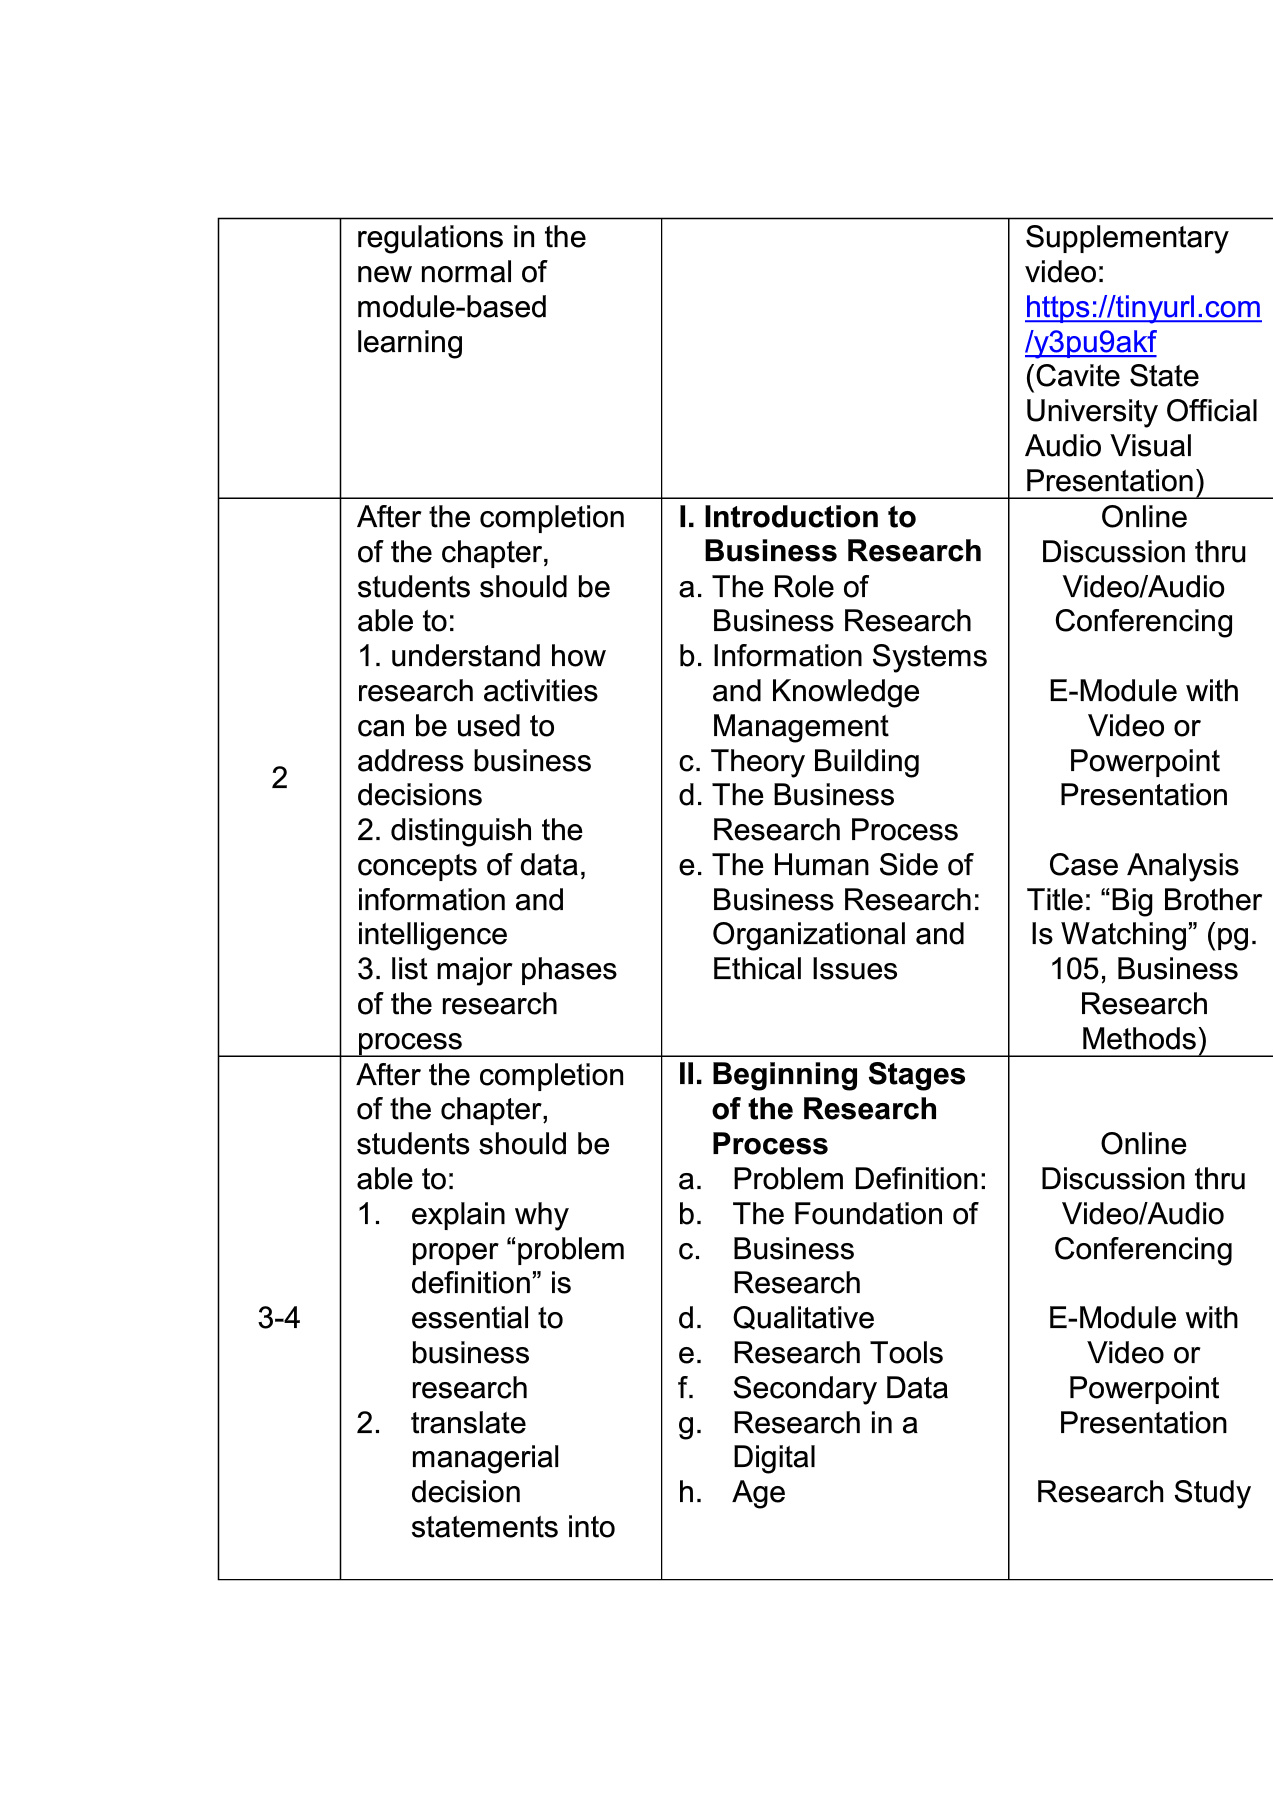 regulations in the
new normal of
module-based
learning
Supplementary
video:
https://tinyurl.com
/y3pu9akf
(Cavite State
University Official
Audio Visual
Presentation)
2
After the completion
of the chapter,
students should be
able to:
1. understand how
research activities
can be used to
address business
decisions
2. distinguish the
concepts of data,
information and
intelligence
3. list major phases
of the research
process
I. Introduction to
Business Research
a. The Role of
Business Research
b. Information Systems
and Knowledge
Management
c. Theory Building
d. The Business
Research Process
e. The Human Side of
Business Research:
Organizational and
Ethical Issues
Online
Discussion thru
Video/Audio
Conferencing
E-Module with
Video or
Powerpoint
Presentation
Case Analysis
Title: “Big Brother
Is Watching” (pg.
105, Business
Research
Methods)
3-4
After the completion
of the chapter,
students should be
able to:
1. explain why
proper “problem
definition” is
essential to
business
research
2. translate
managerial
decision
statements into
II. Beginning Stages
of the Research
Process
a. Problem Definition:
b. The Foundation of
c. Business
Research
d. Qualitative
e. Research Tools
f. Secondary Data
g. Research in a
Digital
h. Age
Online
Discussion thru
Video/Audio
Conferencing
E-Module with
Video or
Powerpoint
Presentation
Research Study